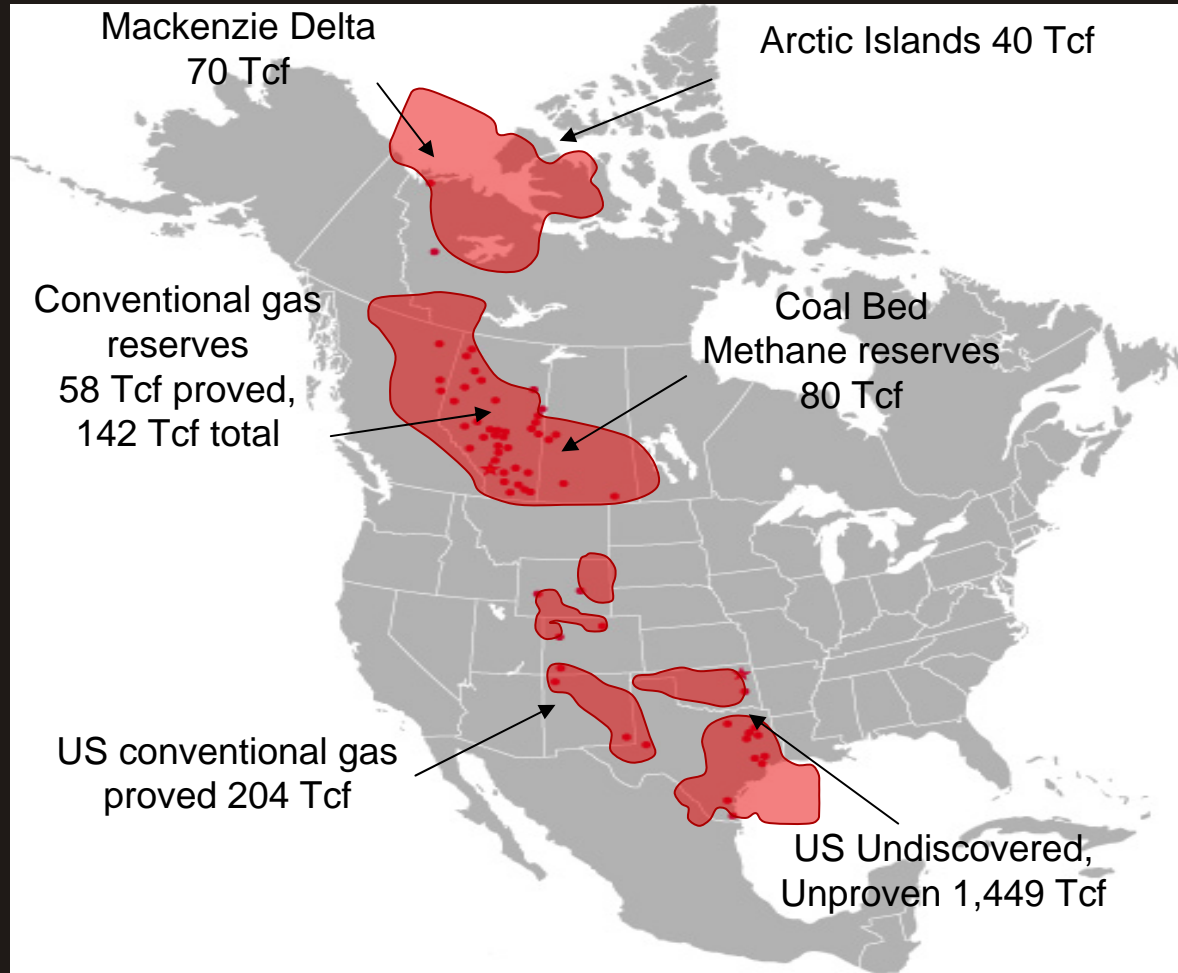 Mackenzie Delta
70 Tcf
Arctic Islands 40 Tcf
Conventional gas
reserves
58 Tcf proved,
142 Tcf total
Coal Bed
Methane reserves
80 Tcf
US conventional gas
proved 204 Tcf
US Undiscovered,
Unproven 1,449 Tcf